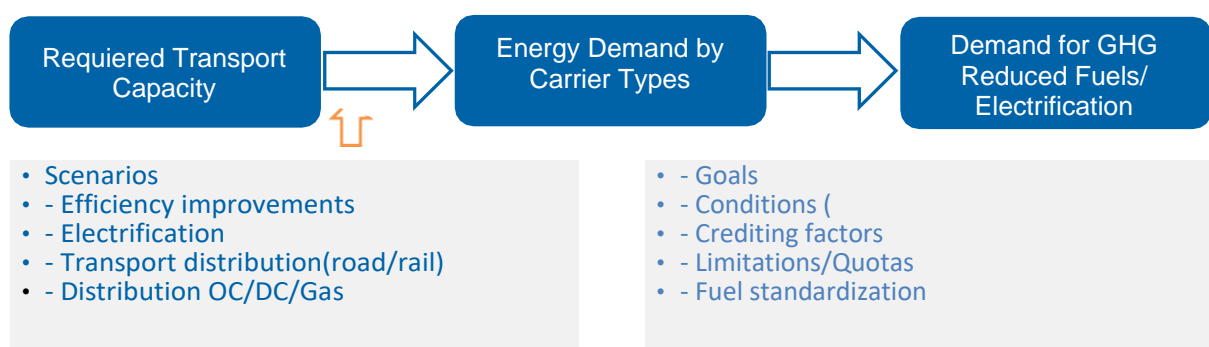 Requiered Transport
Capacity
Energy Demand by
Carrier Types
Demand for GHG
Reduced Fuels/
Electrification
• Scenarios
• - Efficiency improvements
• - Electrification
• - Transport distribution(road/rail)
• - Distribution OC/DC/Gas
• - Goals
• - Conditions (
• - Crediting factors
• - Limitations/Quotas
• - Fuel standardization